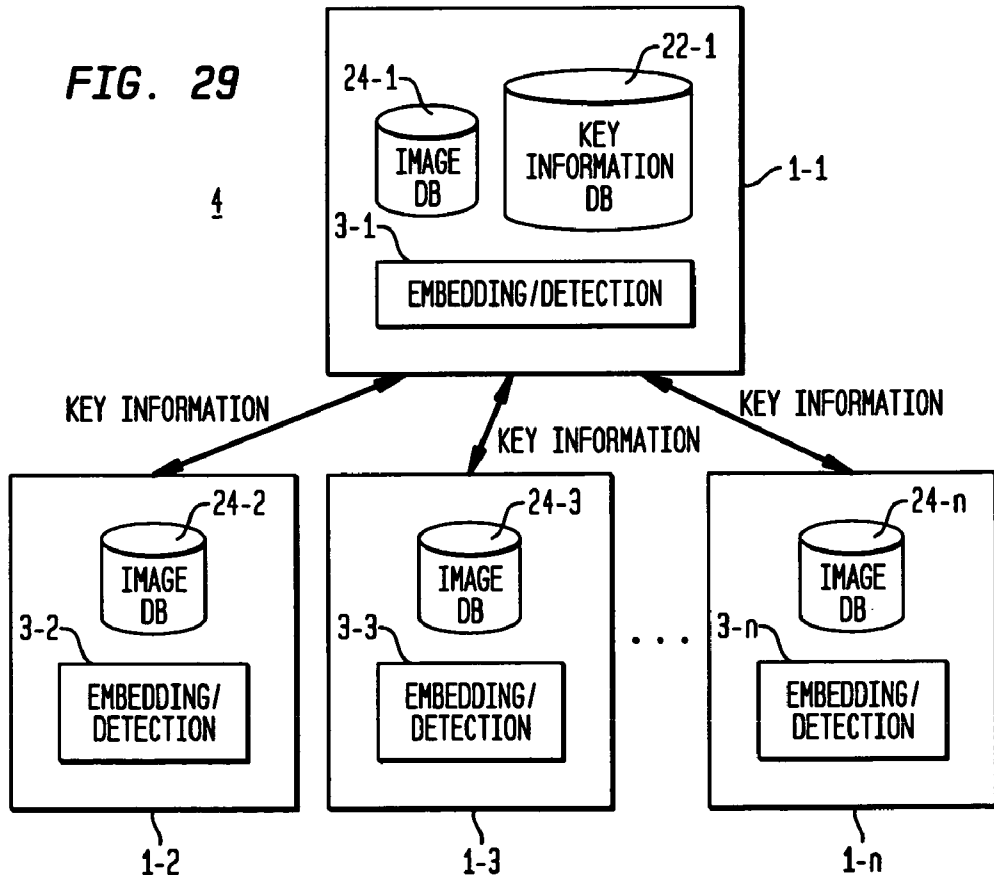 FIG. 29
4
24-1
22-1
IMAGE
DB
KEY
INFORMATION
DB
1-1
3-1
EMBEDDING/DETECTION
KEY INFORMATION
KEY INFORMATION
KEY INFORMATION
24-2
IMAGE
DB
3-2
EMBEDDING/
DETECTION
1-2
24-3
IMAGE
DB
3-3
EMBEDDING/
DETECTION
1-3
. . .
24-n
IMAGE
DB
3-n
EMBEDDING/
DETECTION
1-n